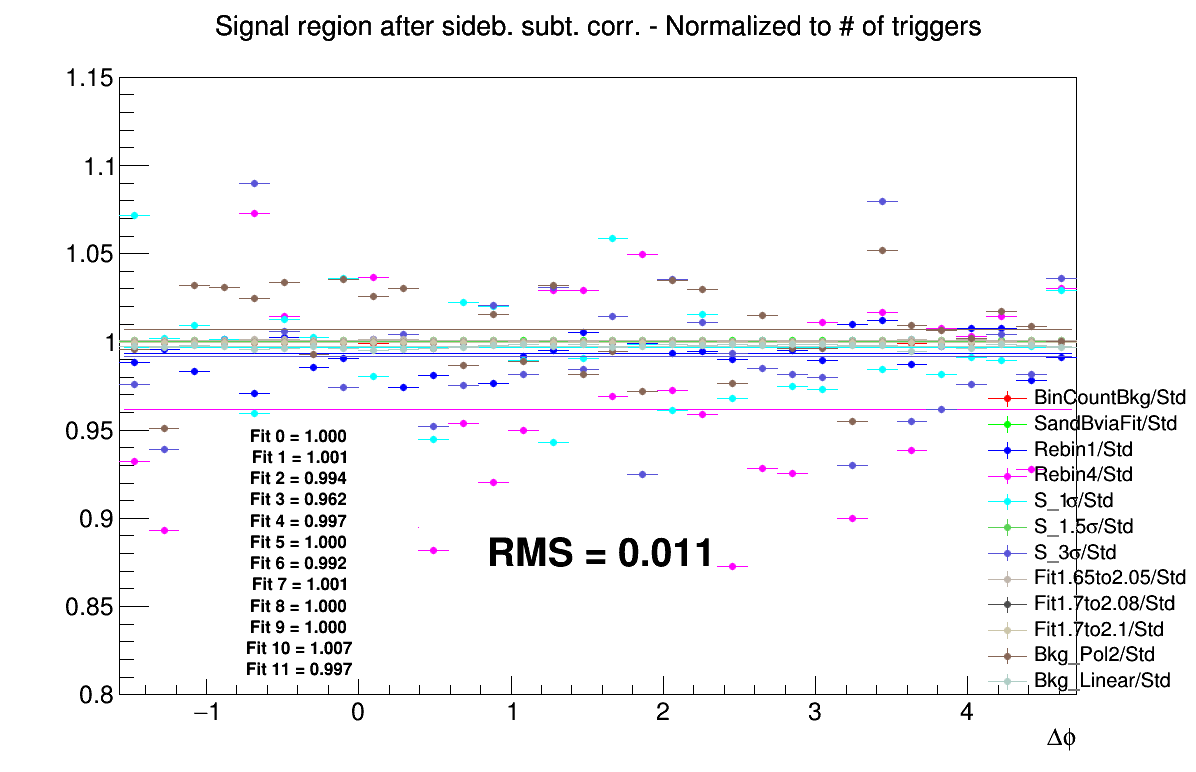 Signal region after sideb. subt. corr. - Normalized to # of triggers
1.15
1.1
1.05
1
0.95
0.9
0.85
0.8
Fit 0 = 1.000
Fit 1 = 1.001
Fit 2 = 0.994
Fit 3 = 0.962
Fit 4 = 0.997
Fit 5 = 1.000
Fit 6 = 0.992
Fit 7 = 1.001
Fit 8 = 1.000
Fit 9 = 1.000
Fit 10 = 1.007
Fit 11 = 0.997
RMS = 0.011
BinCountBkg/Std
SandBviaFit/Std
Rebin1/Std
Rebin4/Std
S_1σ/Std
S_1.5σ/Std
S_3σ/Std
Fit1.65to2.05/Std
Fit1.7to2.08/Std
Fit1.7to2.1/Std
Bkg_Pol2/Std
Bkg_Linear/Std
−1 0 1 2 3 4
Δϕ